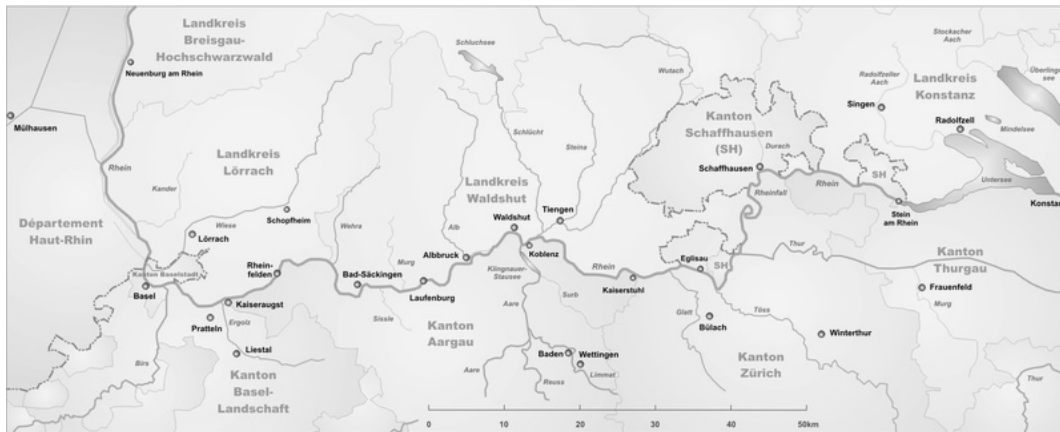 Landkreis
Breisgau-
Hochschwarzwald
Neuenburg am Rhein
Mülhausen
Rhein
Kander
Landkreis
Lörrach
Département
Haut-Rhin
Wiese
Schopfheim
Lörrach
Kanton Baselstadt
Basel
Rhein-
felden
Kaiseraugst
Pratteln
Ergolz
Liestal
Birs
Kanton
Basel-
Landschaft
Wehra
Bad-Säckingen
Murg
Sissle
Laufenburg
Albbruck
Alb
Landkreis
Waldshut
Waldshut
Schluchsee
Schlücht
Steina
Wutach
Tiengen
Koblenz
Klingnauer-
Stausee
Aare
Surb
Kanton
Aargau
Aare
Reuss
Baden
Wettingen
Limmat
Rhein
Kaiserstuhl
Kanton
Schaffhausen
(SH)
Durach
Schaffhausen
Rheinfall
Rhein
SH
Eglisau
SH
Glatt
Töss
Bülach
Winterthur
Kanton
Zürich
Thur
Kanton
Thurgau
Frauenfeld
Murg
Thur
Stockacher
Aach
Radolfzeller
Aach
Singen
Landkreis
Konstanz
Radolfzell
Mindelsee
Überlinge
see
Untersee
Konstan
Stein
am Rhein
0 10 20 30 40 50km